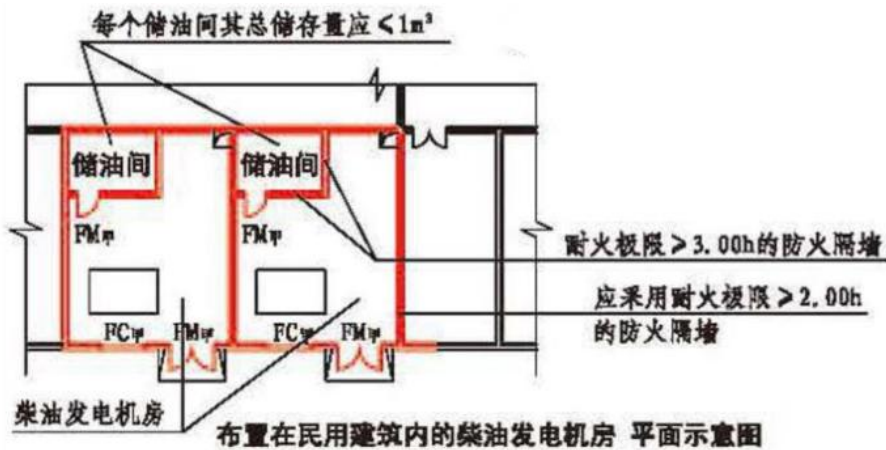 每个储油间其总储存量应≤1m³
储油间
储油间
FM甲
FM甲
耐火极限≥3.00h的防火隔墙
应采用耐火极限≥2.00h
的防火隔墙
FC甲
FM甲
FC甲
FM甲
柴油发电机房
布置在民用建筑内的柴油发电机房 平面示意图